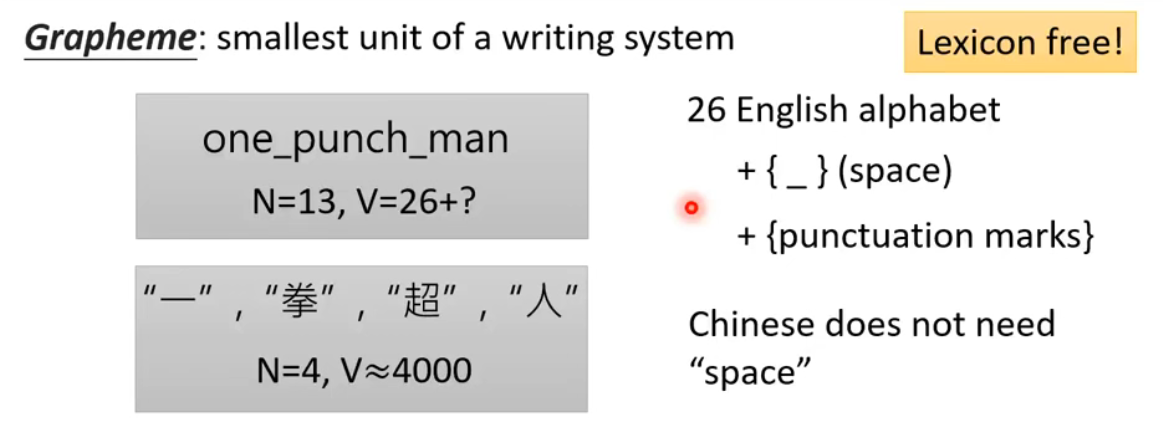 Grapheme: smallest unit of a writing system
Lexicon free!
one_punch_man
N=13, V=26+?
“一” , “拳” , “超” , “人”
N=4, V≈4000
26 English alphabet
+ { _ } (space)
+ {punctuation marks}
Chinese does not need
“space”